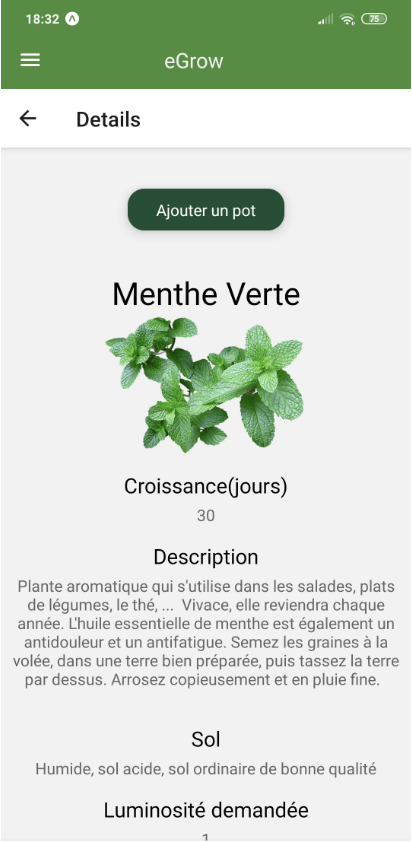 18:32
75
eGrow
Details
Ajouter un pot
Menthe Verte
Croissance(jours)
30
Description
Plante aromatique qui s'utilise dans les salades, plats
de légumes, le thé, ... Vivace, elle reviendra chaque
année. L'huile essentielle de menthe est également un
antidouleur et un antifatigue. Semez les graines à la
volée, dans une terre bien préparée, puis tassez la terre
par dessus. Arrosez copieusement et en pluie fine.
Sol
Humide, sol acide, sol ordinaire de bonne qualité
Luminosité demandée
1